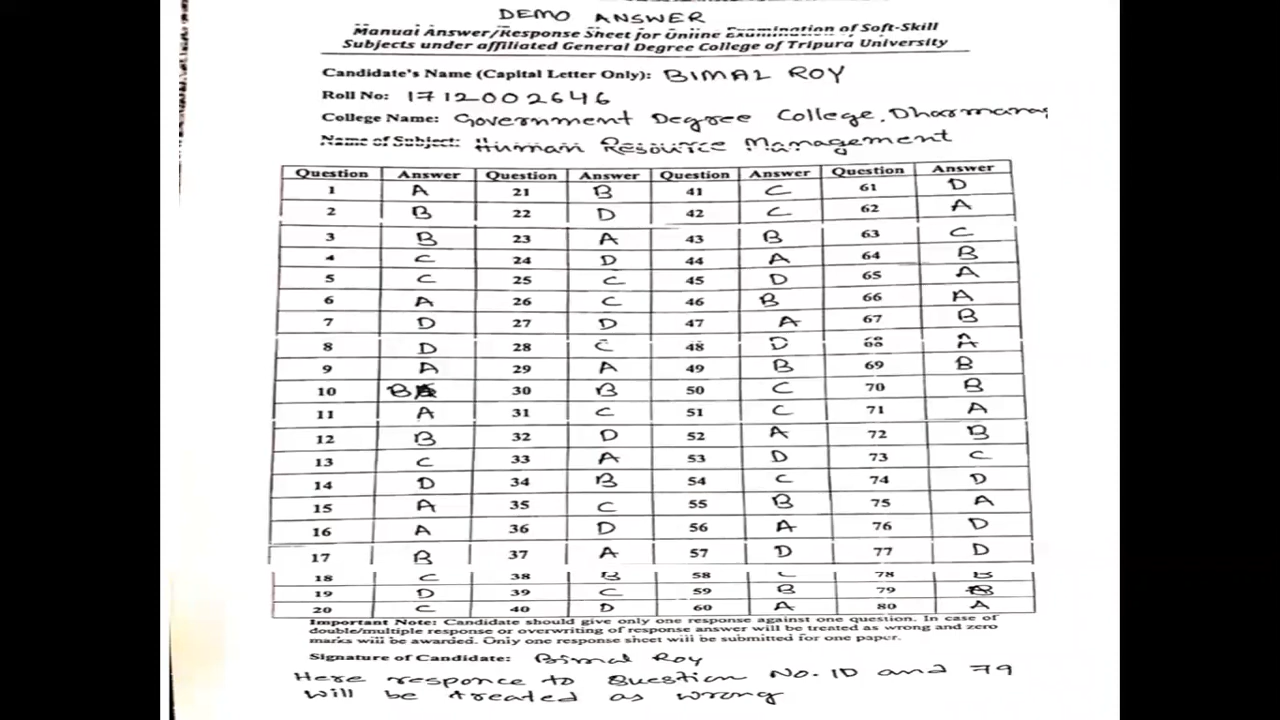 DEMO ANSWER
Manual Answer/Response Sheet for Online Examination of Soft-Skill
Subjects under affiliated General Degree College of Tripura University
Candidate's Name (Capital Letter Only): BIMAL ROY
Roll No: 1712002646
College Name: Government Degree College, Dharmanag
Name of Subject: Human Resource Management
Question Answer Question Answer Question Answer Question Answer
1 A 21 B 41 C 61 D
2 B 22 D 42 C 62 A
3 B 23 A 43 B 63 C
4 C 24 D 44 A 64 B
5 C 25 C 45 D 65 A
6 A 26 C 46 B 66 A
7 D 27 D 47 A 67 B
8 D 28 C 48 D 68 A
9 A 29 A 49 B 69 B
10 B 30 B 50 C 70 B
11 A 31 C 51 C 71 A
12 B 32 D 52 A 72 B
13 C 33 A 53 D 73 C
14 D 34 B 54 C 74 D
15 A 35 C 55 B 75 A
16 A 36 D 56 A 76 D
17 B 37 A 57 D 77 D
18 C 38 B 58 C 78 B
19 D 39 C 59 B 79
20 C 40 D 60 A 80 A
Important Note: Candidate should give only one response against one question. In case of
double/multiple response or overwriting of response answer will be treated as wrong and zero
marks will be awarded. Only one response sheet will be submitted for one paper.
Signature of Candidate: Bimal Roy
Here responce to Question No. 10 and 79
will be treated as wrong